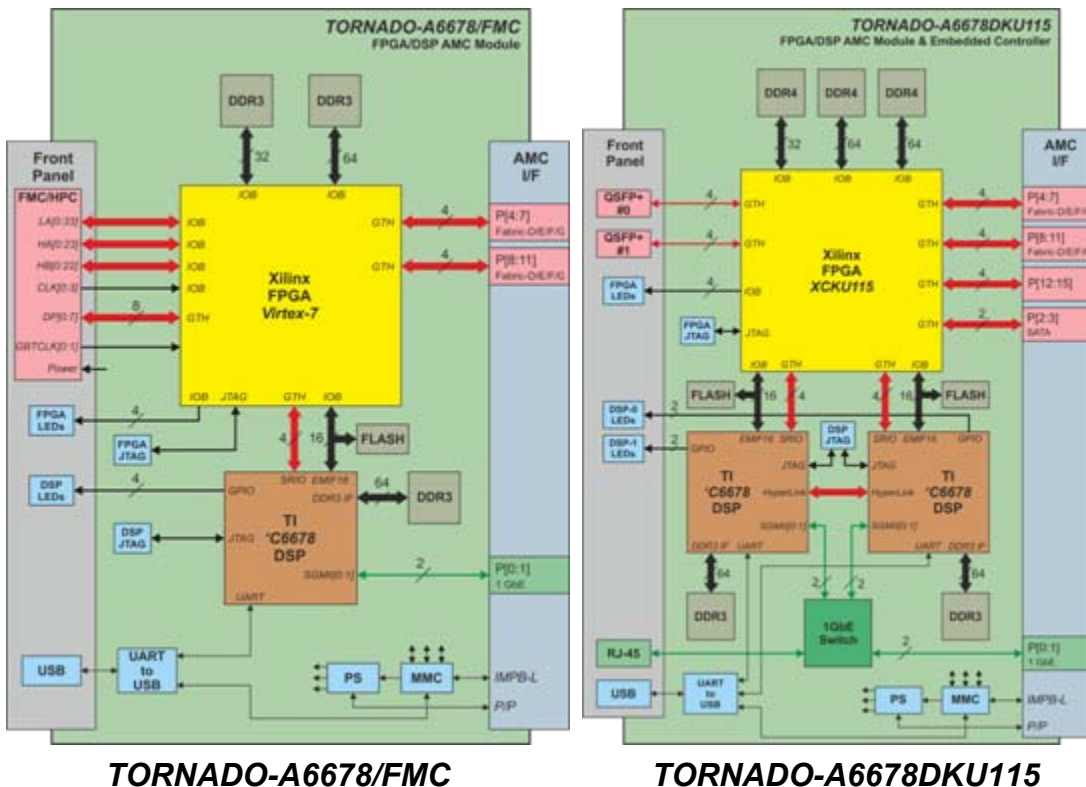 TORNADO-A6678/FMC
FPGA/DSP AMC Module
DDR3
DDR3
32
64
Front
Panel
AMC
I/F
FMC/HPC
IOB
IOB
LA[0:33]
IOB
GTH
4
P[4:7]
Fabric-D/E/F/G
HA[0:23]
IOB
HB[0:22]
IOB
GTH
4
P[8:11]
Fabric-D/E/F/G
CLK[0:3]
IOB
Xilinx
FPGA
Virtex-7
DP[0:7]
8
GTH
GBTCLK[0:1]
Power
IOB
JTAG
GTH
IOB
FPGA
LEDs
4
FPGA
JTAG
4
16
FLASH
DSP
LEDs
4
GPIO
SRIO
EMIF16
DDR3 IF
64
DDR3
TI
'C6678
DSP
DSP
JTAG
JTAG
SGMII[0:1]
2
P[0:1]
1 GbE
UART
USB
UART
to
USB
PS
MMC
IMPB-L
P/P
TORNADO-A6678/FMC
TORNADO-A6678DKU115
FPGA/DSP AMC Module & Embedded Controller
DDR4
DDR4
DDR4
32
64
64
Front
Panel
AMC
I/F
IOB
IOB
IOB
QSFP+
#0
4
GTH
GTH
4
P[4:7]
Fabric-D/E/F/G
QSFP+
#1
4
GTH
GTH
4
P[8:11]
Fabric-D/E/F/G
Xilinx
FPGA
XCKU115
FPGA
LEDs
4
IOB
GTH
4
P[12:15]
FPGA
JTAG
JTAG
GTH
2
P[2:3]
SATA
IOB
GTH
GTH
IOB
FLASH
16
4
4
16
FLASH
DSP-0
LEDs
2
DSP-1
LEDs
2
GPIO
EMIF16
SRIO
DSP
JTAG
SRIO
EMIF16
GPIO
JTAG
JTAG
TI
'C6678
DSP
HyperLink
HyperLink
TI
'C6678
DSP
SGMII[0:1]
SGMII[0:1]
DDR3 IF
UART
UART
DDR3 IF
64
2
2
64
DDR3
DDR3
1GbE
Switch
RJ-45
2
P[0:1]
1 GbE
USB
UART
to
USB
PS
MMC
IMPB-L
P/P
TORNADO-A6678DKU115